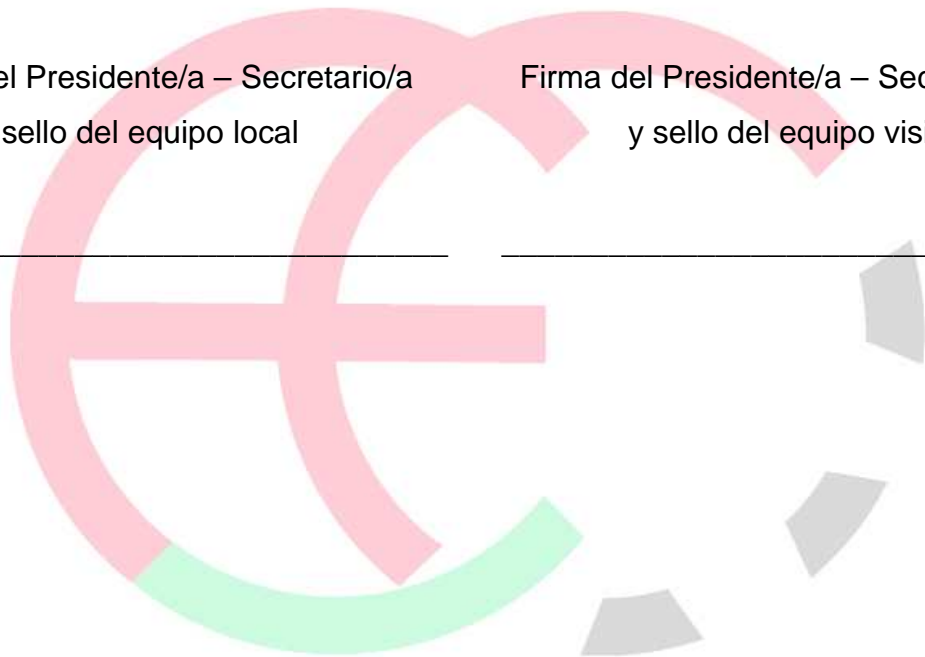 el Presidente/a – Secretario/a
sello del equipo local
Firma del Presidente/a – Sec
y sello del equipo visi